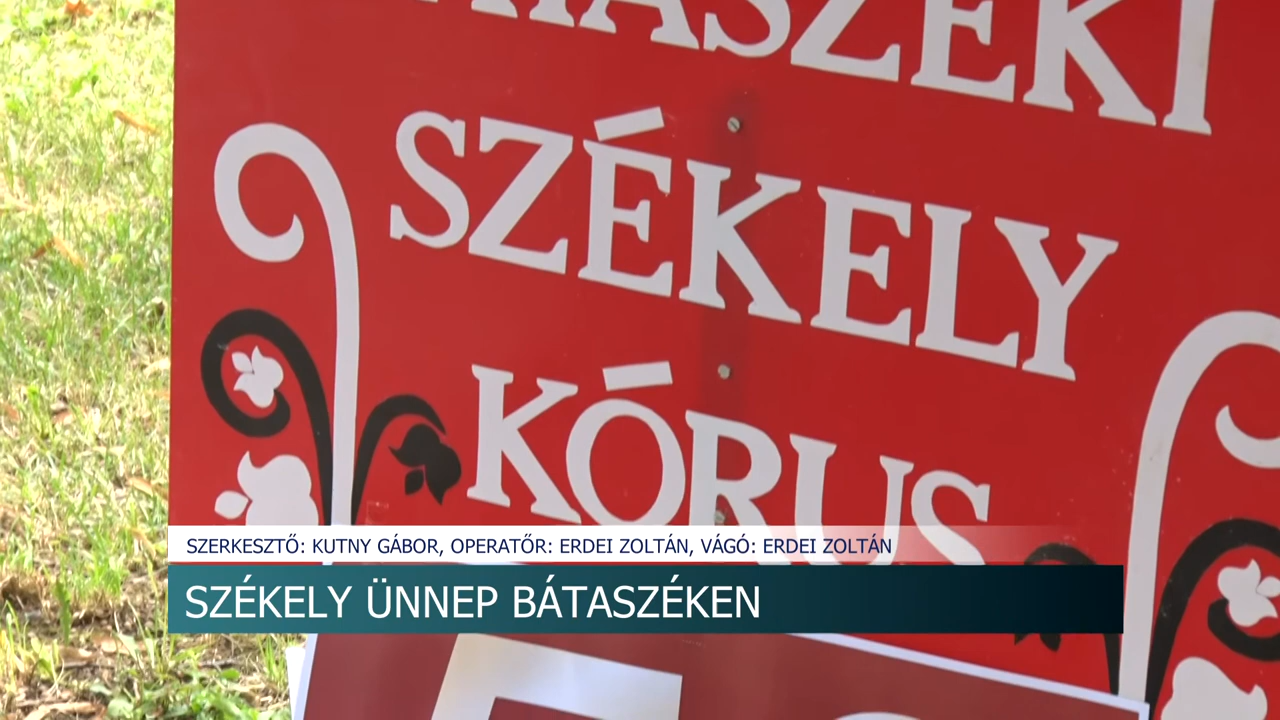 SZÉKELY
KÓRUS
SZERKESZTŐ: KUTNY GÁBOR, OPERATŐR: ERDEI ZOLTÁN, VÁGÓ: ERDEI ZOLTÁN
SZÉKELY ÜNNEP BÁTASZÉKEN